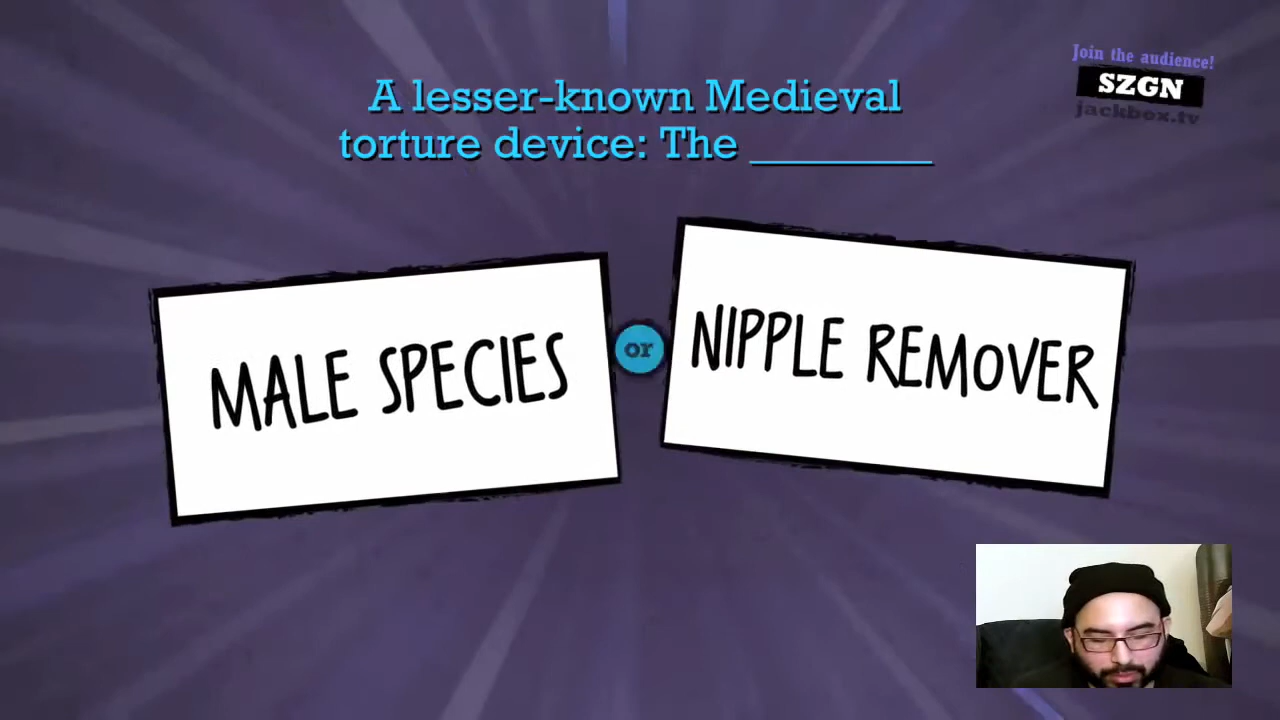 Join the audience!
SZGN
jackbox.tv
A lesser-known Medieval
torture device: The ________
MALE SPECIES
or
NIPPLE REMOVER